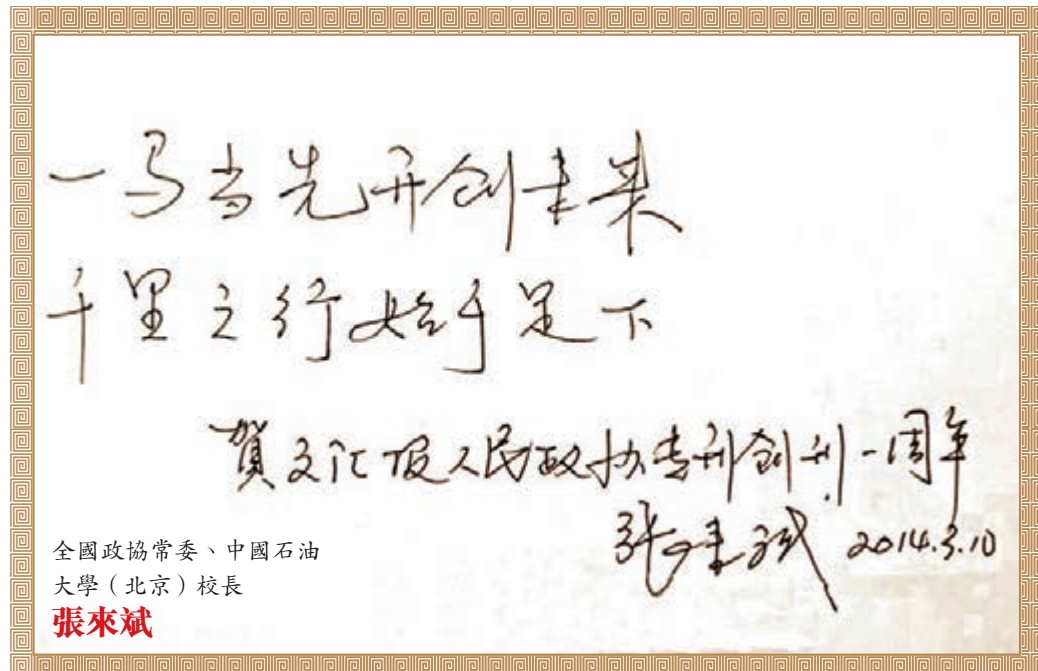 一马当先开创未来
千里之行始于足下
賀文汇报人民政协专刊创刊一周年
张来斌 2014.3.10
全國政協常委、中國石油
大學（北京）校長
張來斌